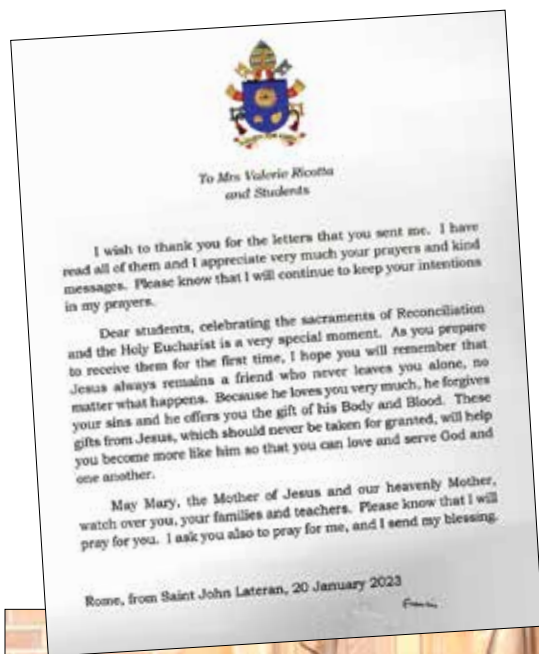 To Mrs Valerie Ricotta
and Students
I wish to thank you for the letters that you sent me. I have
read all of them and I appreciate very much your prayers and kind
messages. Please know that I will continue to keep your intentions
in my prayers.
Dear students, celebrating the sacraments of Reconciliation
and the Holy Eucharist is a very special moment. As you prepare
to receive them for the first time, I hope you will remember that
Jesus always remains a friend who never leaves you alone, no
matter what happens. Because he loves you very much, he forgives
your sins and he offers you the gift of his Body and Blood. These
gifts from Jesus, which should never be taken for granted, will help
you become more like him so that you can love and serve God and
one another.
May Mary, the Mother of Jesus and our heavenly Mother,
watch over you, your families and teachers. Please know that I will
pray for you. I ask you also to pray for me, and I send my blessing.
Rome, from Saint John Lateran, 20 January 2023